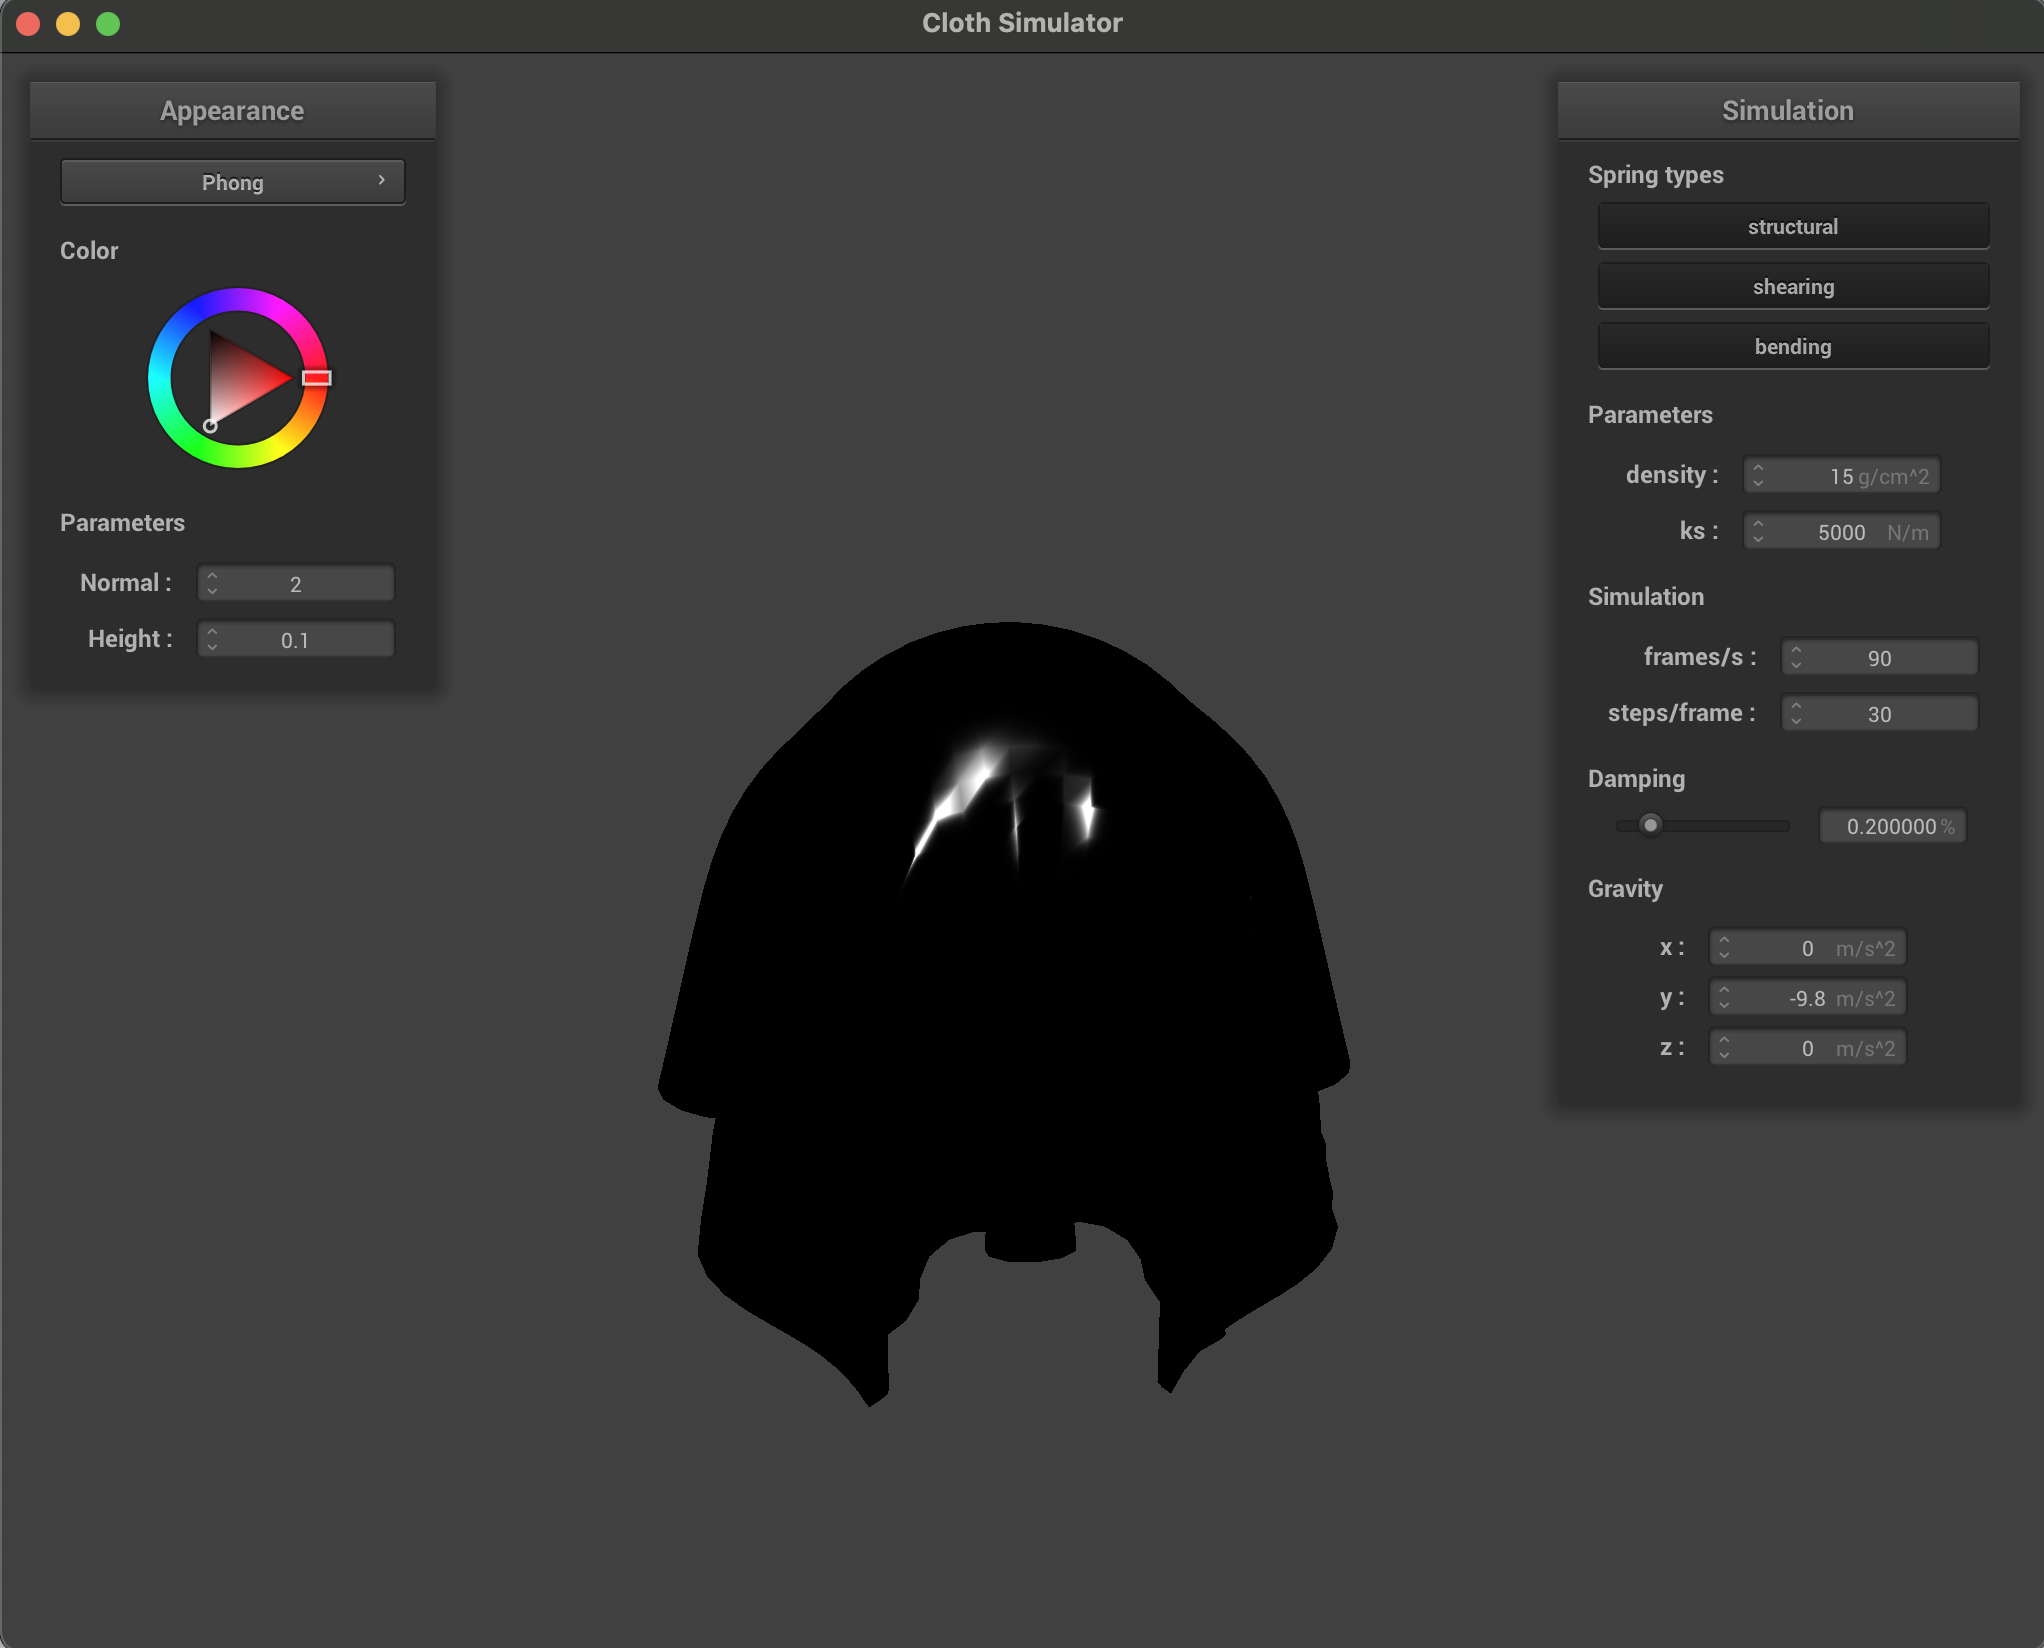 Cloth Simulator
Appearance
Phong
Color
Parameters
Normal : 2
Height : 0.1
Simulation
Spring types
structural
shearing
bending
Parameters
density : 15 g/cm^2
ks : 5000 N/m
Simulation
frames/s : 90
steps/frame : 30
Damping
0.200000 %
Gravity
x : 0 m/s^2
y : -9.8 m/s^2
z : 0 m/s^2